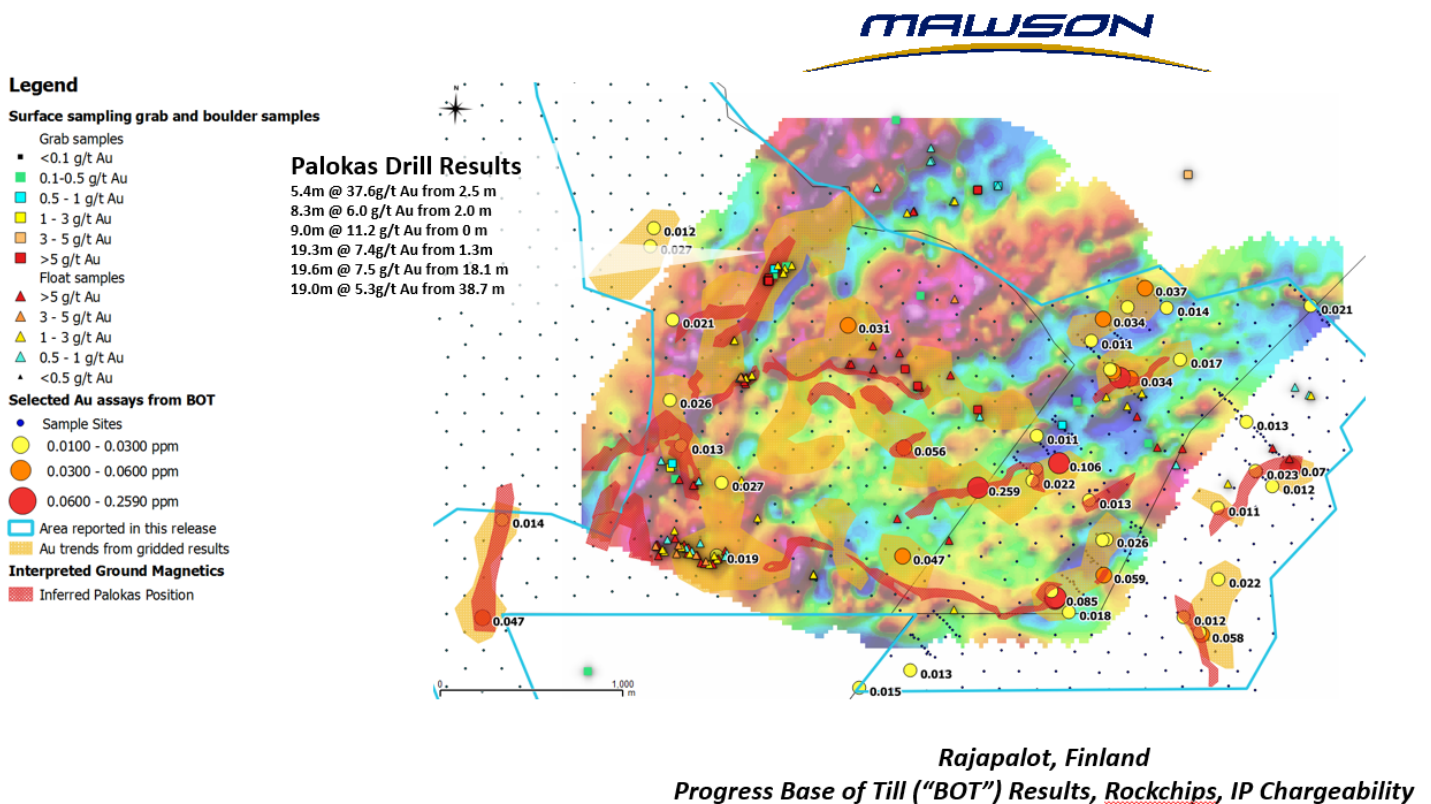 MAWSON
Legend
Surface sampling grab and boulder samples
Grab samples
<0.1 g/t Au
0.1-0.5 g/t Au
0.5 - 1 g/t Au
1 - 3 g/t Au
3 - 5 g/t Au
>5 g/t Au
Float samples
>5 g/t Au
3 - 5 g/t Au
1 - 3 g/t Au
0.5 - 1 g/t Au
<0.5 g/t Au
Selected Au assays from BOT
Sample Sites
0.0100 - 0.0300 ppm
0.0300 - 0.0600 ppm
0.0600 - 0.2590 ppm
Area reported in this release
Au trends from gridded results
Interpreted Ground Magnetics
Inferred Palokas Position
N
Palokas Drill Results
5.4m @ 37.6g/t Au from 2.5 m
8.3m @ 6.0 g/t Au from 2.0 m
9.0m @ 11.2 g/t Au from 0 m
19.3m @ 7.4g/t Au from 1.3m
19.6m @ 7.5 g/t Au from 18.1 m
19.0m @ 5.3g/t Au from 38.7 m
0.012
0.027
0.037
0.014
0.021
0.021
0.031
0.034
0.011
0.017
0.034
0.026
0.013
0.011
0.013
0.056
0.106
0.022
0.023
0.07
0.012
0.027
0.259
0.013
0.011
0.014
0.026
0.019
0.047
0.059
0.022
0.085
0.018
0.012
0.058
0.047
0.013
0.015
0
1,000
m
Rajapalot, Finland
Progress Base of Till ("BOT") Results, Rockchips, IP Chargeability